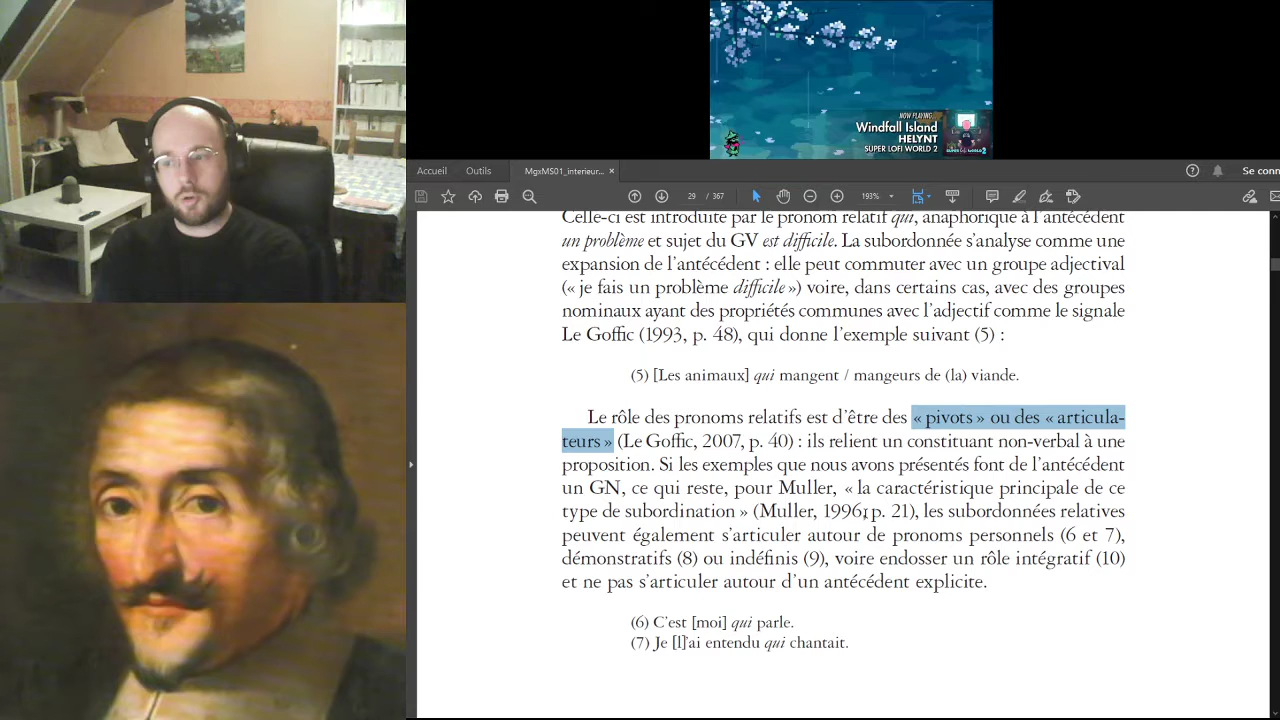 NOW PLAYING
Windfall Island
HELYNT
SUPER LOFI WORLD 2
Accueil
Outils
MgxMS01_interieur...
Se conn
29 / 367
193%
Celle-ci est introduite par le pronom relatif qui, anaphorique à l'antécédent
un problème et sujet du GV est difficile. La subordonnée s'analyse comme une
expansion de l'antécédent : elle peut commuter avec un groupe adjectival
(« je fais un problème difficile ») voire, dans certains cas, avec des groupes
nominaux ayant des propriétés communes avec l'adjectif comme le signale
Le Goffic (1993, p. 48), qui donne l'exemple suivant (5) :
(5) [Les animaux] qui mangent / mangeurs de (la) viande.
Le rôle des pronoms relatifs est d'être des « pivots » ou des « articula-
teurs » (Le Goffic, 2007, p. 40) : ils relient un constituant non-verbal à une
proposition. Si les exemples que nous avons présentés font de l'antécédent
un GN, ce qui reste, pour Muller, « la caractéristique principale de ce
type de subordination » (Muller, 1996, p. 21), les subordonnées relatives
peuvent également s'articuler autour de pronoms personnels (6 et 7),
démonstratifs (8) ou indéfinis (9), voire endosser un rôle intégratif (10)
et ne pas s'articuler autour d'un antécédent explicite.
(6) C'est [moi] qui parle.
(7) Je [l]'ai entendu qui chantait.